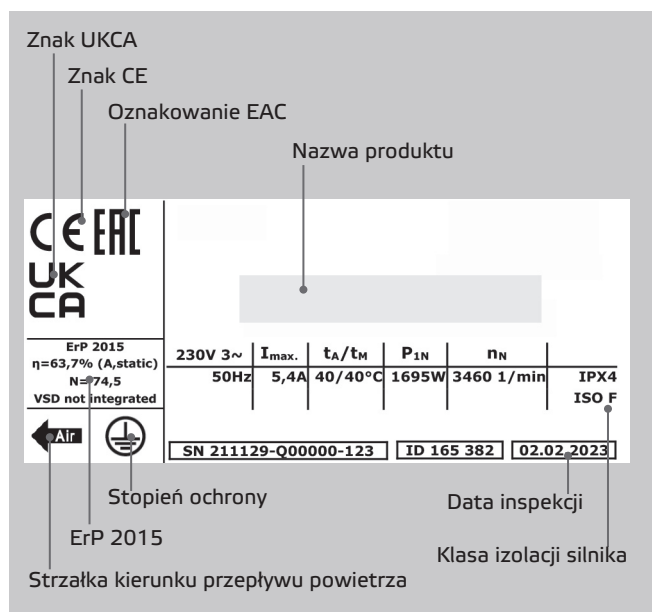 Znak UKCA
Znak CE
Oznakowanie EAC
Nazwa produktu
CE EAC
UK
CA
ErP 2015
η=63,7% (A,static)
N=74,5
VSD not integrated
230V 3~ Imax. tA/tM P1N nN
50Hz 5,4A 40/40°C 1695W 3460 1/min IPX4
ISO F
Air
SN 211129-Q00000-123 ID 165 382 02.02.2023
Stopień ochrony
Data inspekcji
ErP 2015
Klasa izolacji silnika
Strzałka kierunku przepływu powietrza